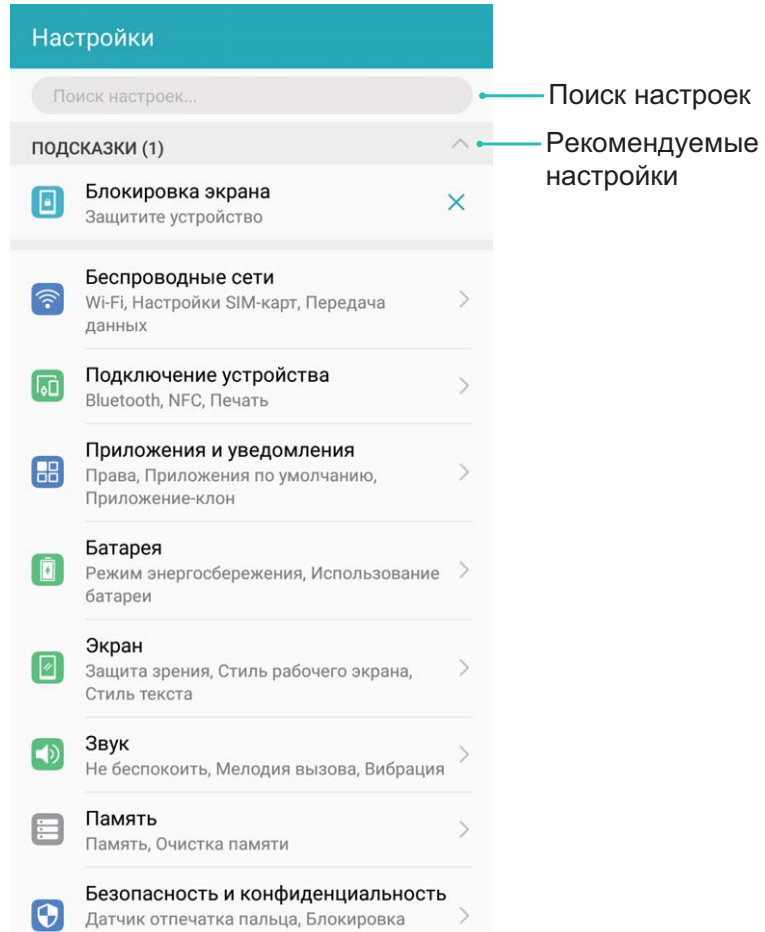 Настройки
Поиск настроек...
Поиск настроек
ПОДСКАЗКИ (1)
Рекомендуемые
настройки
Блокировка экрана
Защитите устройство
Беспроводные сети
Wi-Fi, Настройки SIM-карт, Передача
данных
Подключение устройства
Bluetooth, NFC, Печать
Приложения и уведомления
Права, Приложения по умолчанию,
Приложение-клон
Батарея
Режим энергосбережения, Использование
батареи
Экран
Защита зрения, Стиль рабочего экрана,
Стиль текста
Звук
Не беспокоить, Мелодия вызова, Вибрация
Память
Память, Очистка памяти
Безопасность и конфиденциальность
Датчик отпечатка пальца, Блокировка